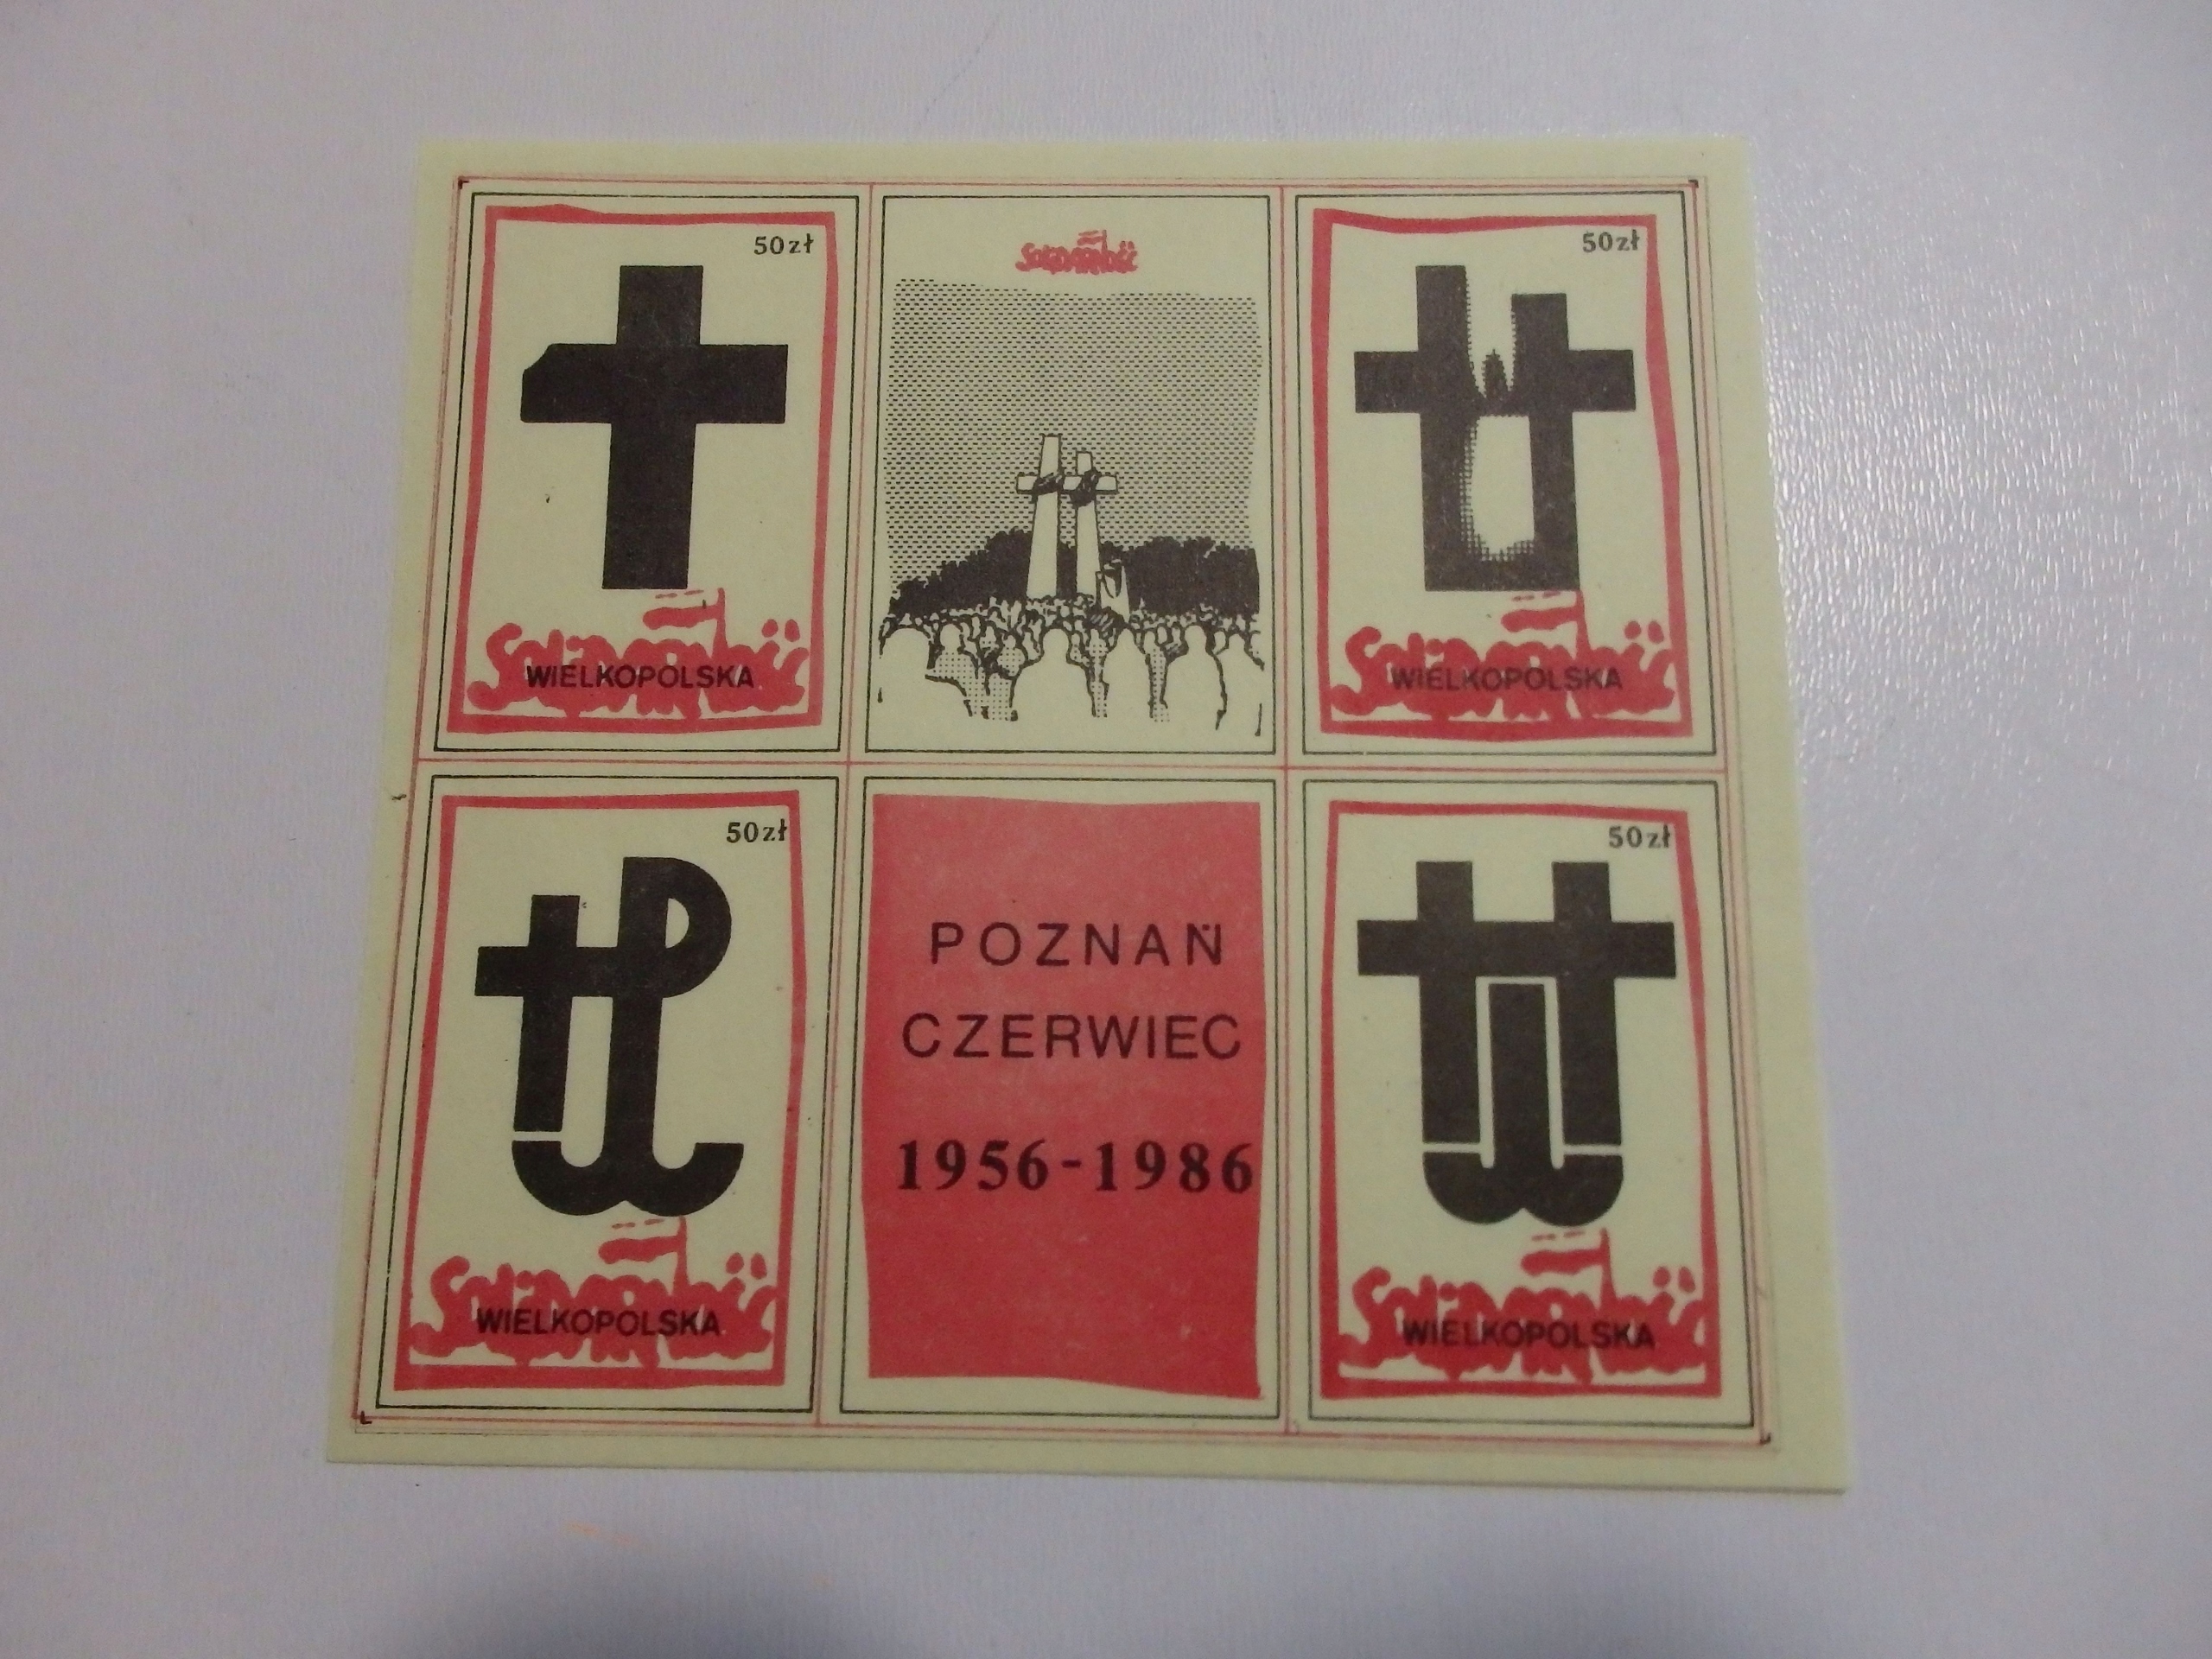 50zł
Solidarność
WIELKOPOLSKA
Solidarność
50zł
Solidarność
WIELKOPOLSKA
50zł
Solidarność
WIELKOPOLSKA
POZNAŃ
CZERWIEC
1956-1986
50zł
Solidarność
WIELKOPOLSKA